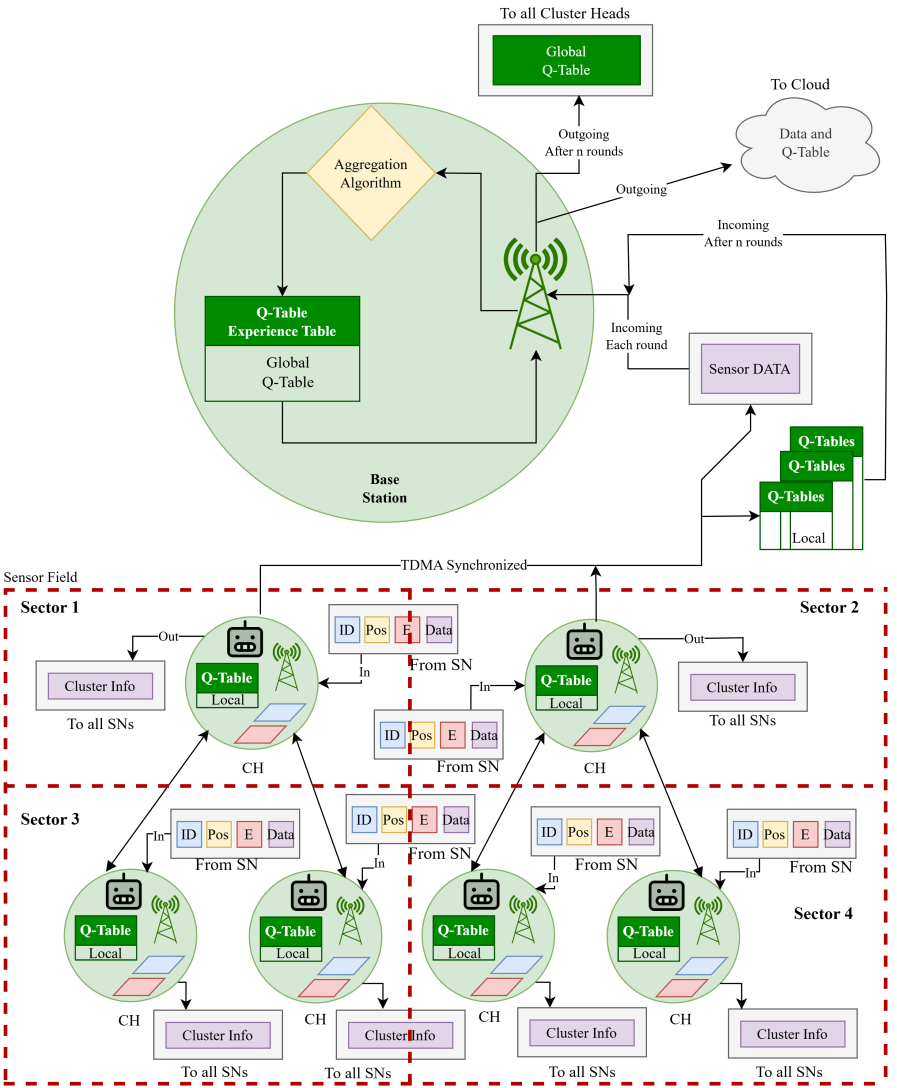 To all Cluster Heads
Global
Q-Table
To Cloud
Data and
Q-Table
Outgoing
After n rounds
Outgoing
Aggregation
Algorithm
Incoming
After n rounds
Q-Table
Experience Table
Global
Q-Table
Incoming
Each round
Sensor DATA
Base
Station
Q-Tables
Q-Tables
Q-Tables
Local
TDMA Synchronized
Sensor Field
Sector 1
Sector 2
ID Pos E Data
From SN
In
Out
Cluster Info
To all SNs
Q-Table
Local
CH
In
ID Pos E Data
From SN
Q-Table
Local
CH
Out
Cluster Info
To all SNs
Sector 3
ID Pos E Data
From SN
In
Q-Table
Local
CH
Cluster Info
To all SNs
ID Pos E Data
From SN
In
Q-Table
Local
CH
Cluster Info
To all SNs
ID Pos E Data
From SN
In
Q-Table
Local
CH
Cluster Info
To all SNs
ID Pos E Data
From SN
In
Sector 4
Q-Table
Local
CH
Cluster Info
To all SNs